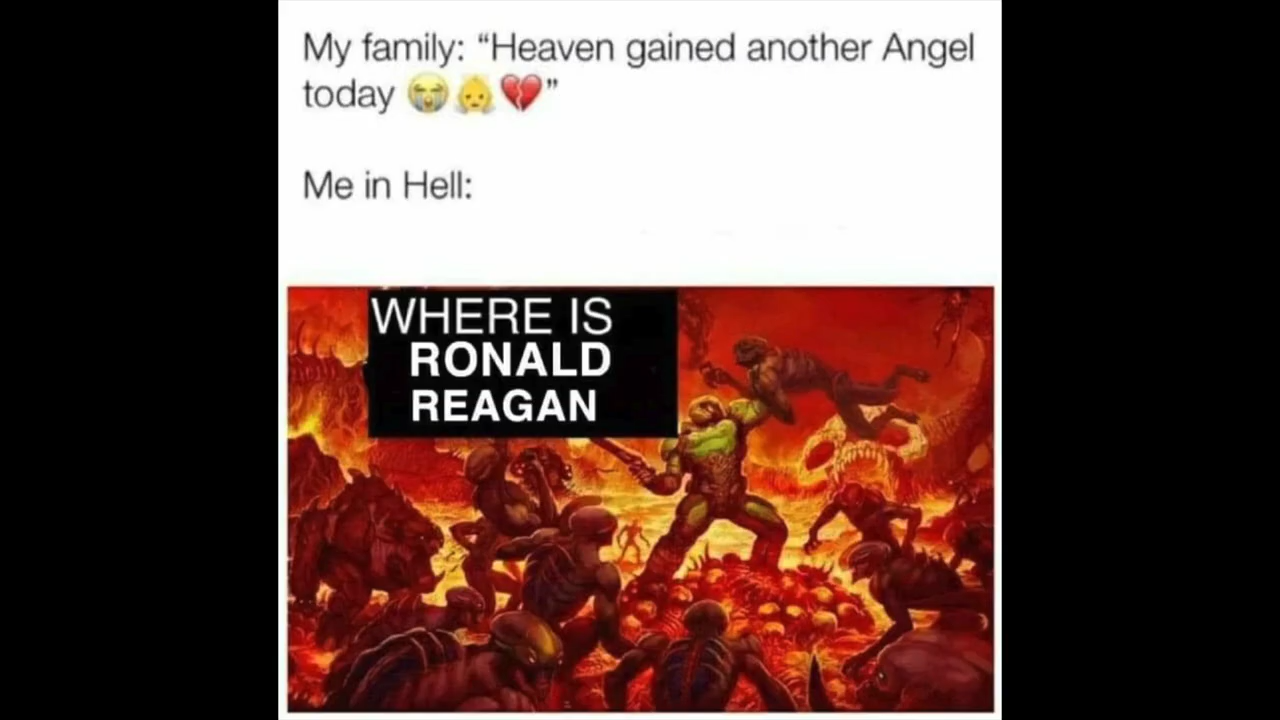 My family: “Heaven gained another Angel
today 😭👼💔”
Me in Hell:
WHERE IS
RONALD
REAGAN